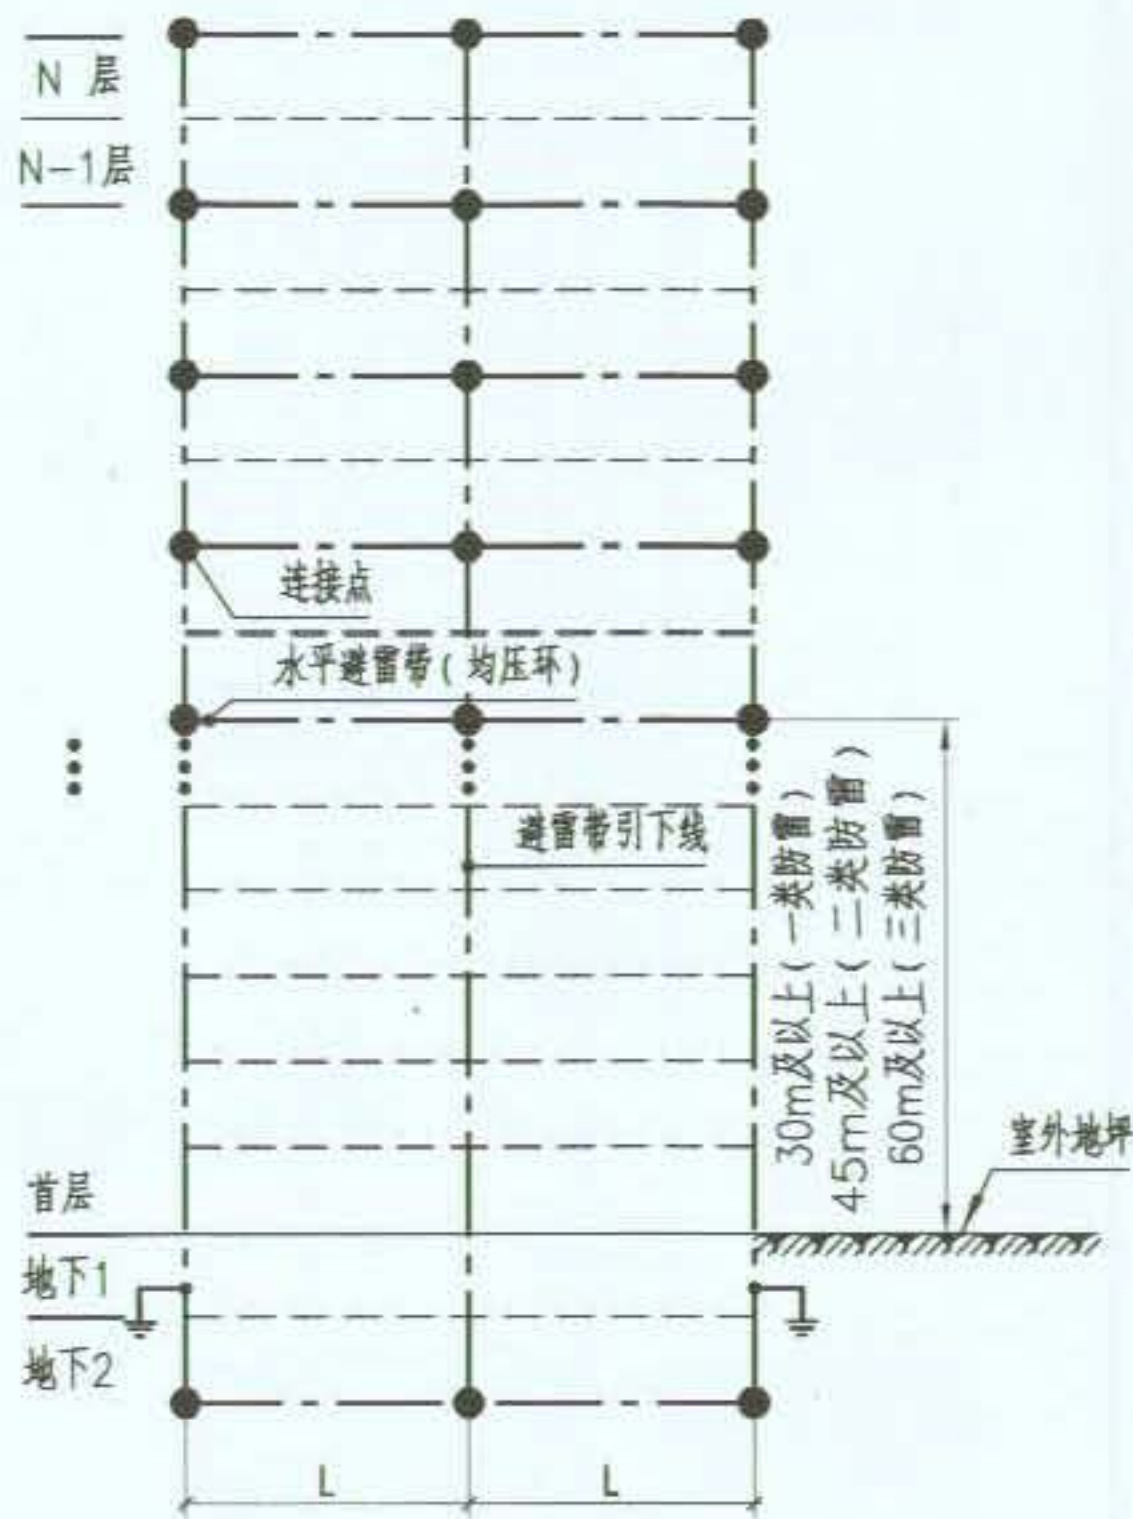 N 层
N-1层
连接点
水平避雷带(均压环)
避雷带引下线
30m及以上(一类防雷)
45m及以上(二类防雷)
60m及以上(三类防雷)
室外地坪
首层
地下1
地下2
L
L